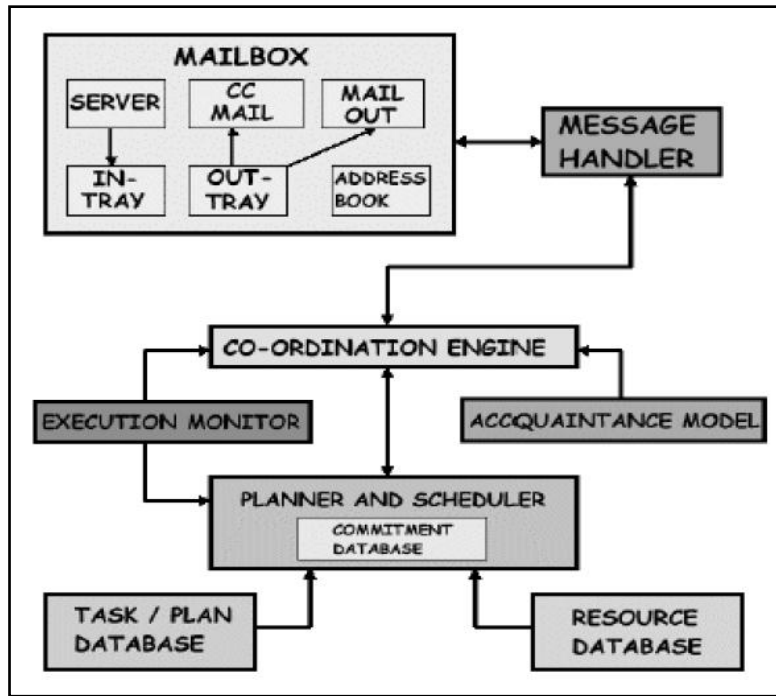 MAILBOX
SERVER
CC
MAIL
MAIL
OUT
IN-
TRAY
OUT-
TRAY
ADDRESS
BOOK
MESSAGE
HANDLER
CO-ORDINATION ENGINE
EXECUTION MONITOR
ACCQUAINTANCE MODEL
PLANNER AND SCHEDULER
COMMITMENT
DATABASE
TASK / PLAN
DATABASE
RESOURCE
DATABASE